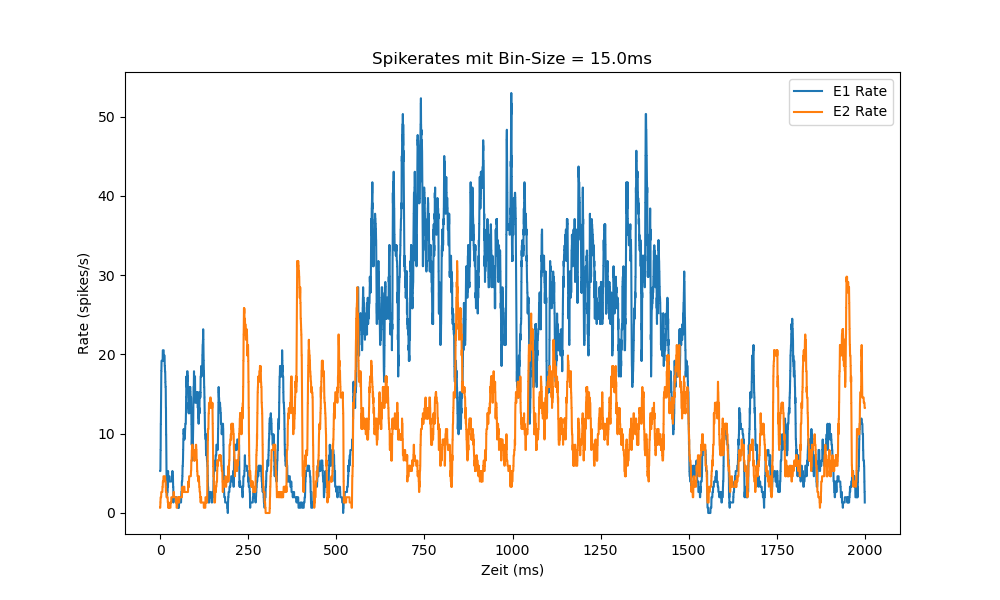 Spikerates mit Bin-Size = 15.0ms
E1 Rate
E2 Rate
50
40
30
20
10
0
Rate (spikes/s)
0 250 500 750 1000 1250 1500 1750 2000
Zeit (ms)